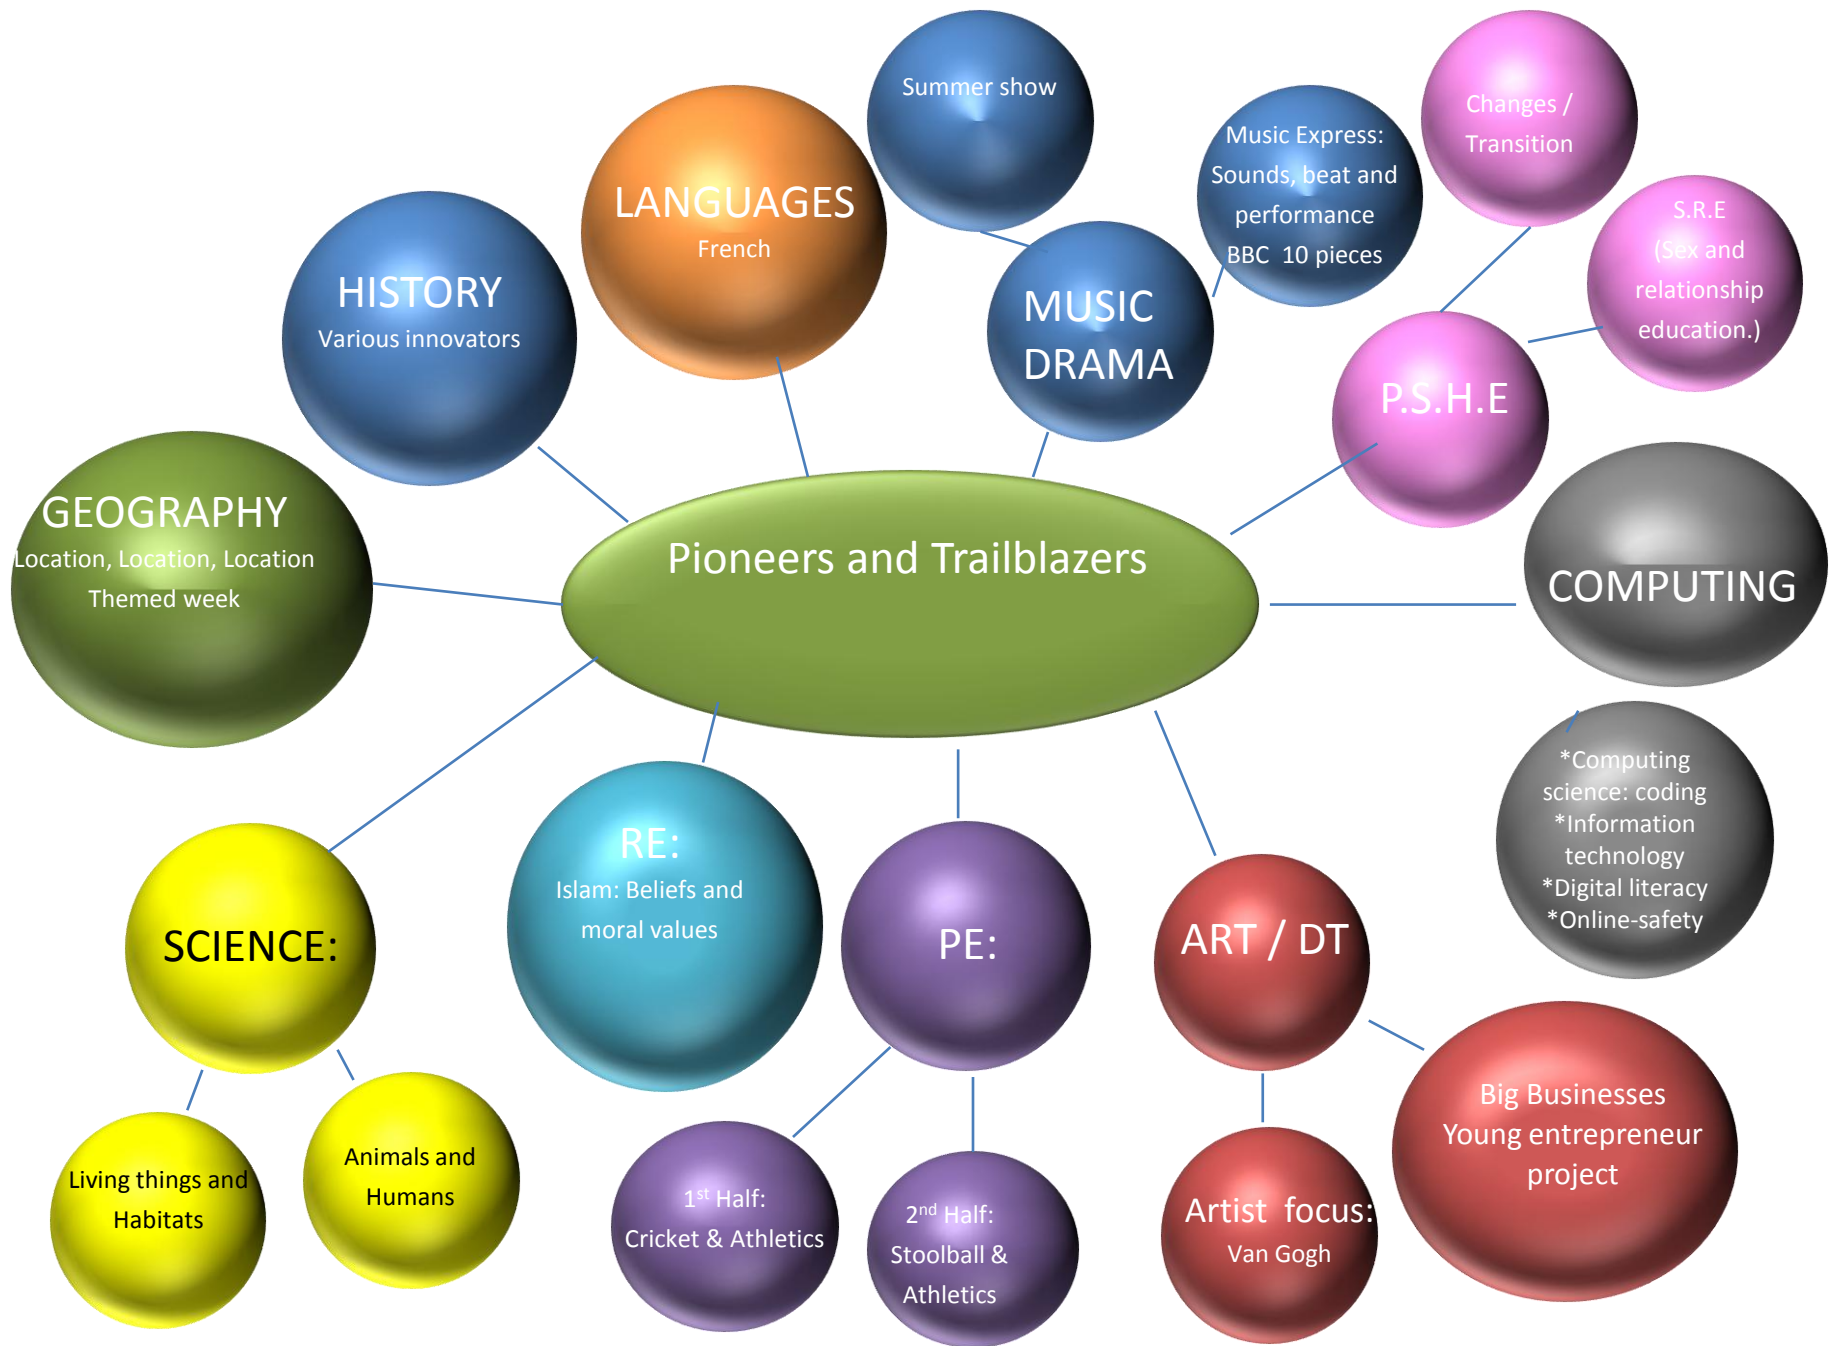 Summer show
Changes /
Transition
Music Express:
Sounds, beat and
performance
BBC  10 pieces
LANGUAGES
French
S.R.E
(Sex and
relationship
education.)
HISTORY
Various innovators
MUSIC
DRAMA
P.S.H.E
GEOGRAPHY
Location, Location, Location
Themed week
Pioneers and Trailblazers
COMPUTING
*Computing
science: coding
*Information
technology
*Digital literacy
*Online-safety
RE:
Islam: Beliefs and
moral values
SCIENCE:
PE:
ART / DT
Living things and
Habitats
Animals and
Humans
1st Half:
Cricket & Athletics
2nd Half:
Stoolball &
Athletics
Artist  focus:
Van Gogh
Big Businesses
Young entrepreneur
project